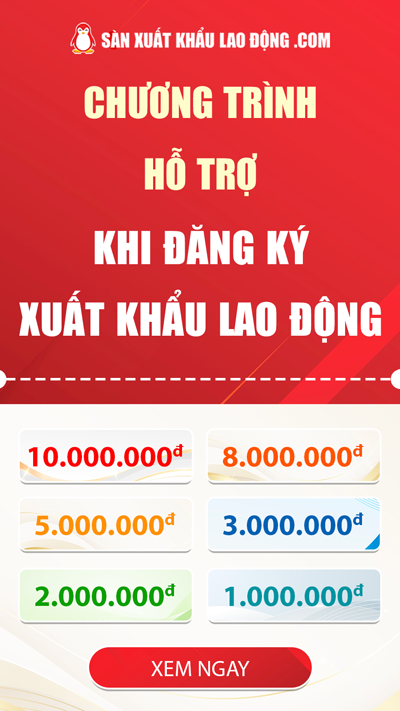 SÀN XUẤT KHẨU LAO ĐỘNG .COM
CHƯƠNG TRÌNH
HỖ TRỢ
KHI ĐĂNG KÝ
XUẤT KHẨU LAO ĐỘNG
10.000.000đ 8.000.000đ
5.000.000đ 3.000.000đ
2.000.000đ 1.000.000đ
XEM NGAY